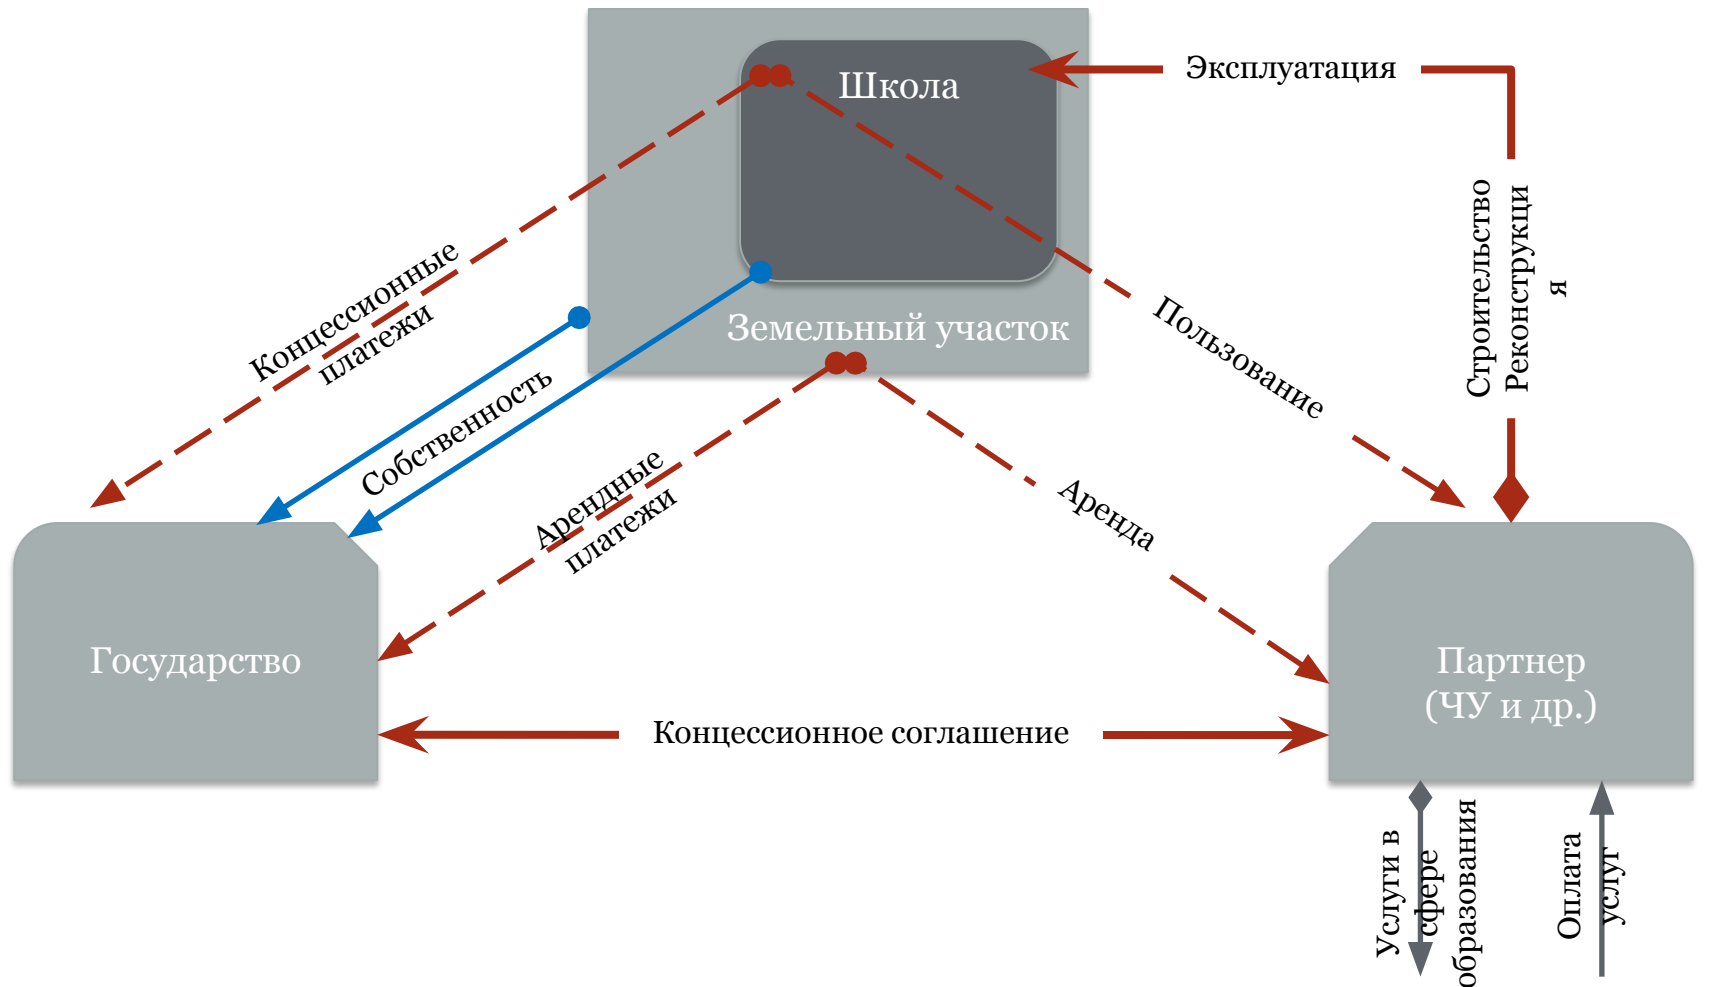 Школа
Эксплуатация
Строительство
Реконструкци
я
Концессионные
платежи
Земельный участок
Пользование
Собственность
Арендные
платежи
Аренда
Государство
Партнер
(ЧУ и др.)
Концессионное соглашение
Услуги в
сфере
образования
Оплата
услуг